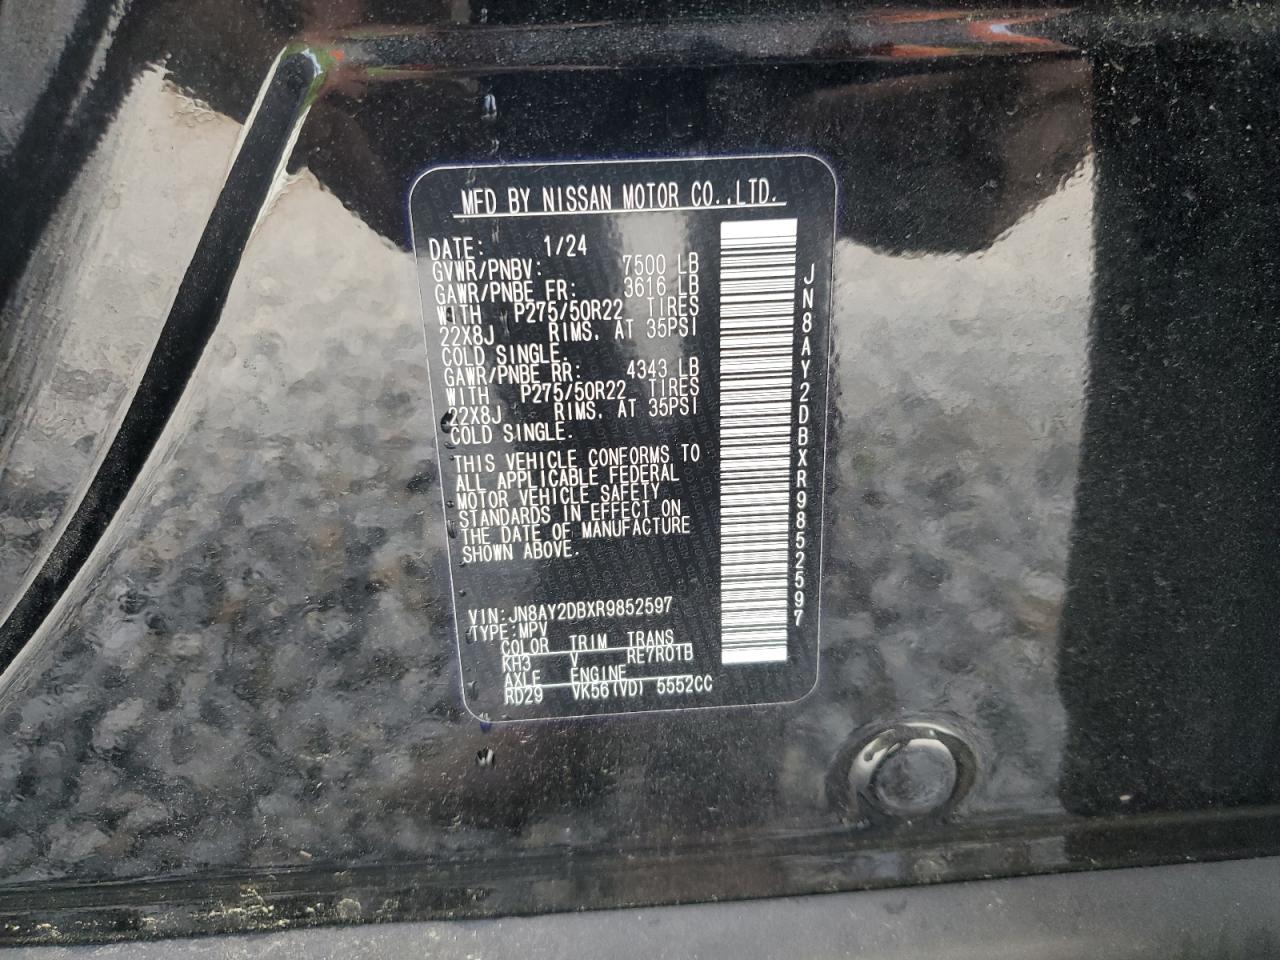 MFD BY NISSAN MOTOR CO.,LTD.
DATE: 1/24
GVWR/PNBV: 7500 LB
GAWR/PNBE FR: 3616 LB
WITH P275/50R22 TIRES
22X8J RIMS. AT 35PSI
COLD SINGLE.
GAWR/PNBE RR: 4343 LB
WITH P275/50R22 TIRES
22X8J RIMS. AT 35PSI
COLD SINGLE.
THIS VEHICLE CONFORMS TO
ALL APPLICABLE FEDERAL
MOTOR VEHICLE SAFETY
STANDARDS IN EFFECT ON
THE DATE OF MANUFACTURE
SHOWN ABOVE.
VIN:JN8AY2DBXR9852597
TYPE:MPV
COLOR TRIM TRANS
KH3 V RE7R01B
AXLE ENGINE
RD29 VK56(VD) 5552CC
JN8AY2DBXR9852597